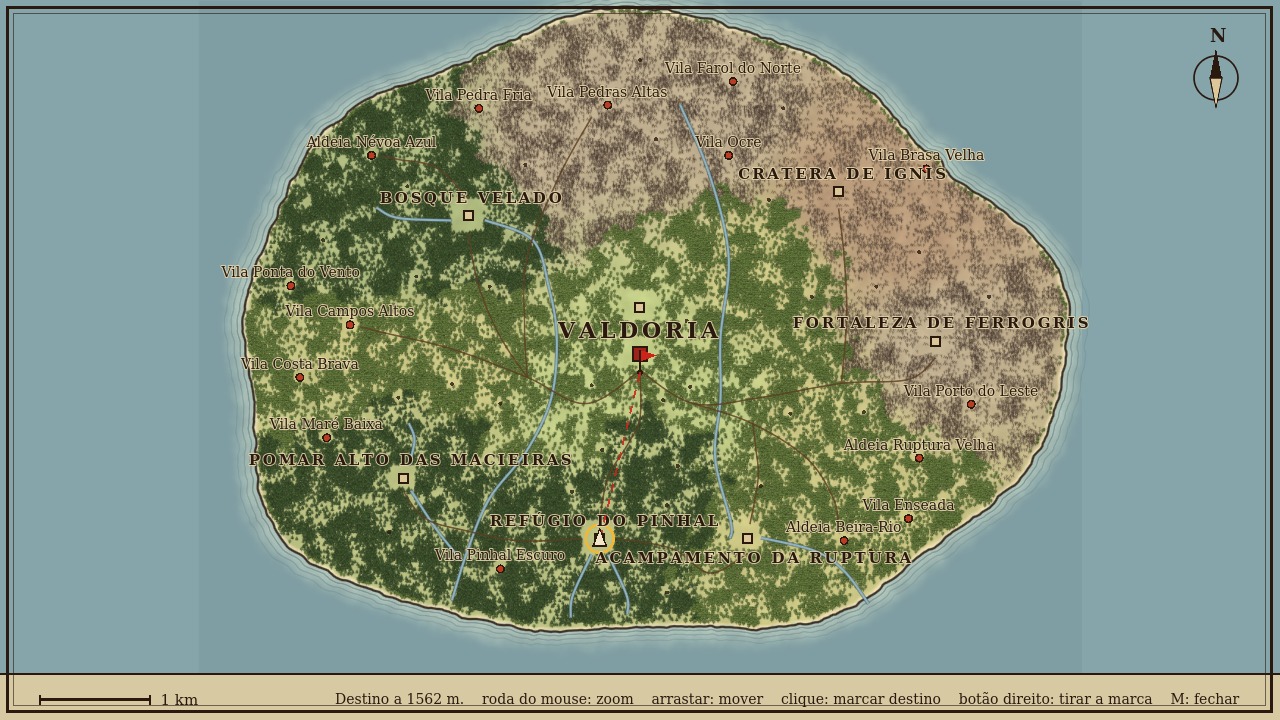 N
Vila Farol do Norte
Vila Pedra Fria
Vila Pedras Altas
Aldeia Névoa Azul
Vila Ocre
Vila Brasa Velha
CRATERA DE IGNIS
BOSQUE VELADO
Vila Ponta do Vento
Vila Campos Altos
VALDORIA
FORTALEZA DE FERROGRIS
Vila Costa Brava
Vila Porto do Leste
Vila Maré Baixa
Aldeia Ruptura Velha
POMAR ALTO DAS MACIEIRAS
Vila Enseada
REFÚGIO DO PINHAL
Aldeia Beira-Rio
Vila Pinhal Escuro
ACAMPAMENTO DA RUPTURA
1 km
Destino a 1562 m. roda do mouse: zoom arrastar: mover clique: marcar destino botão direito: tirar a marca M: fechar